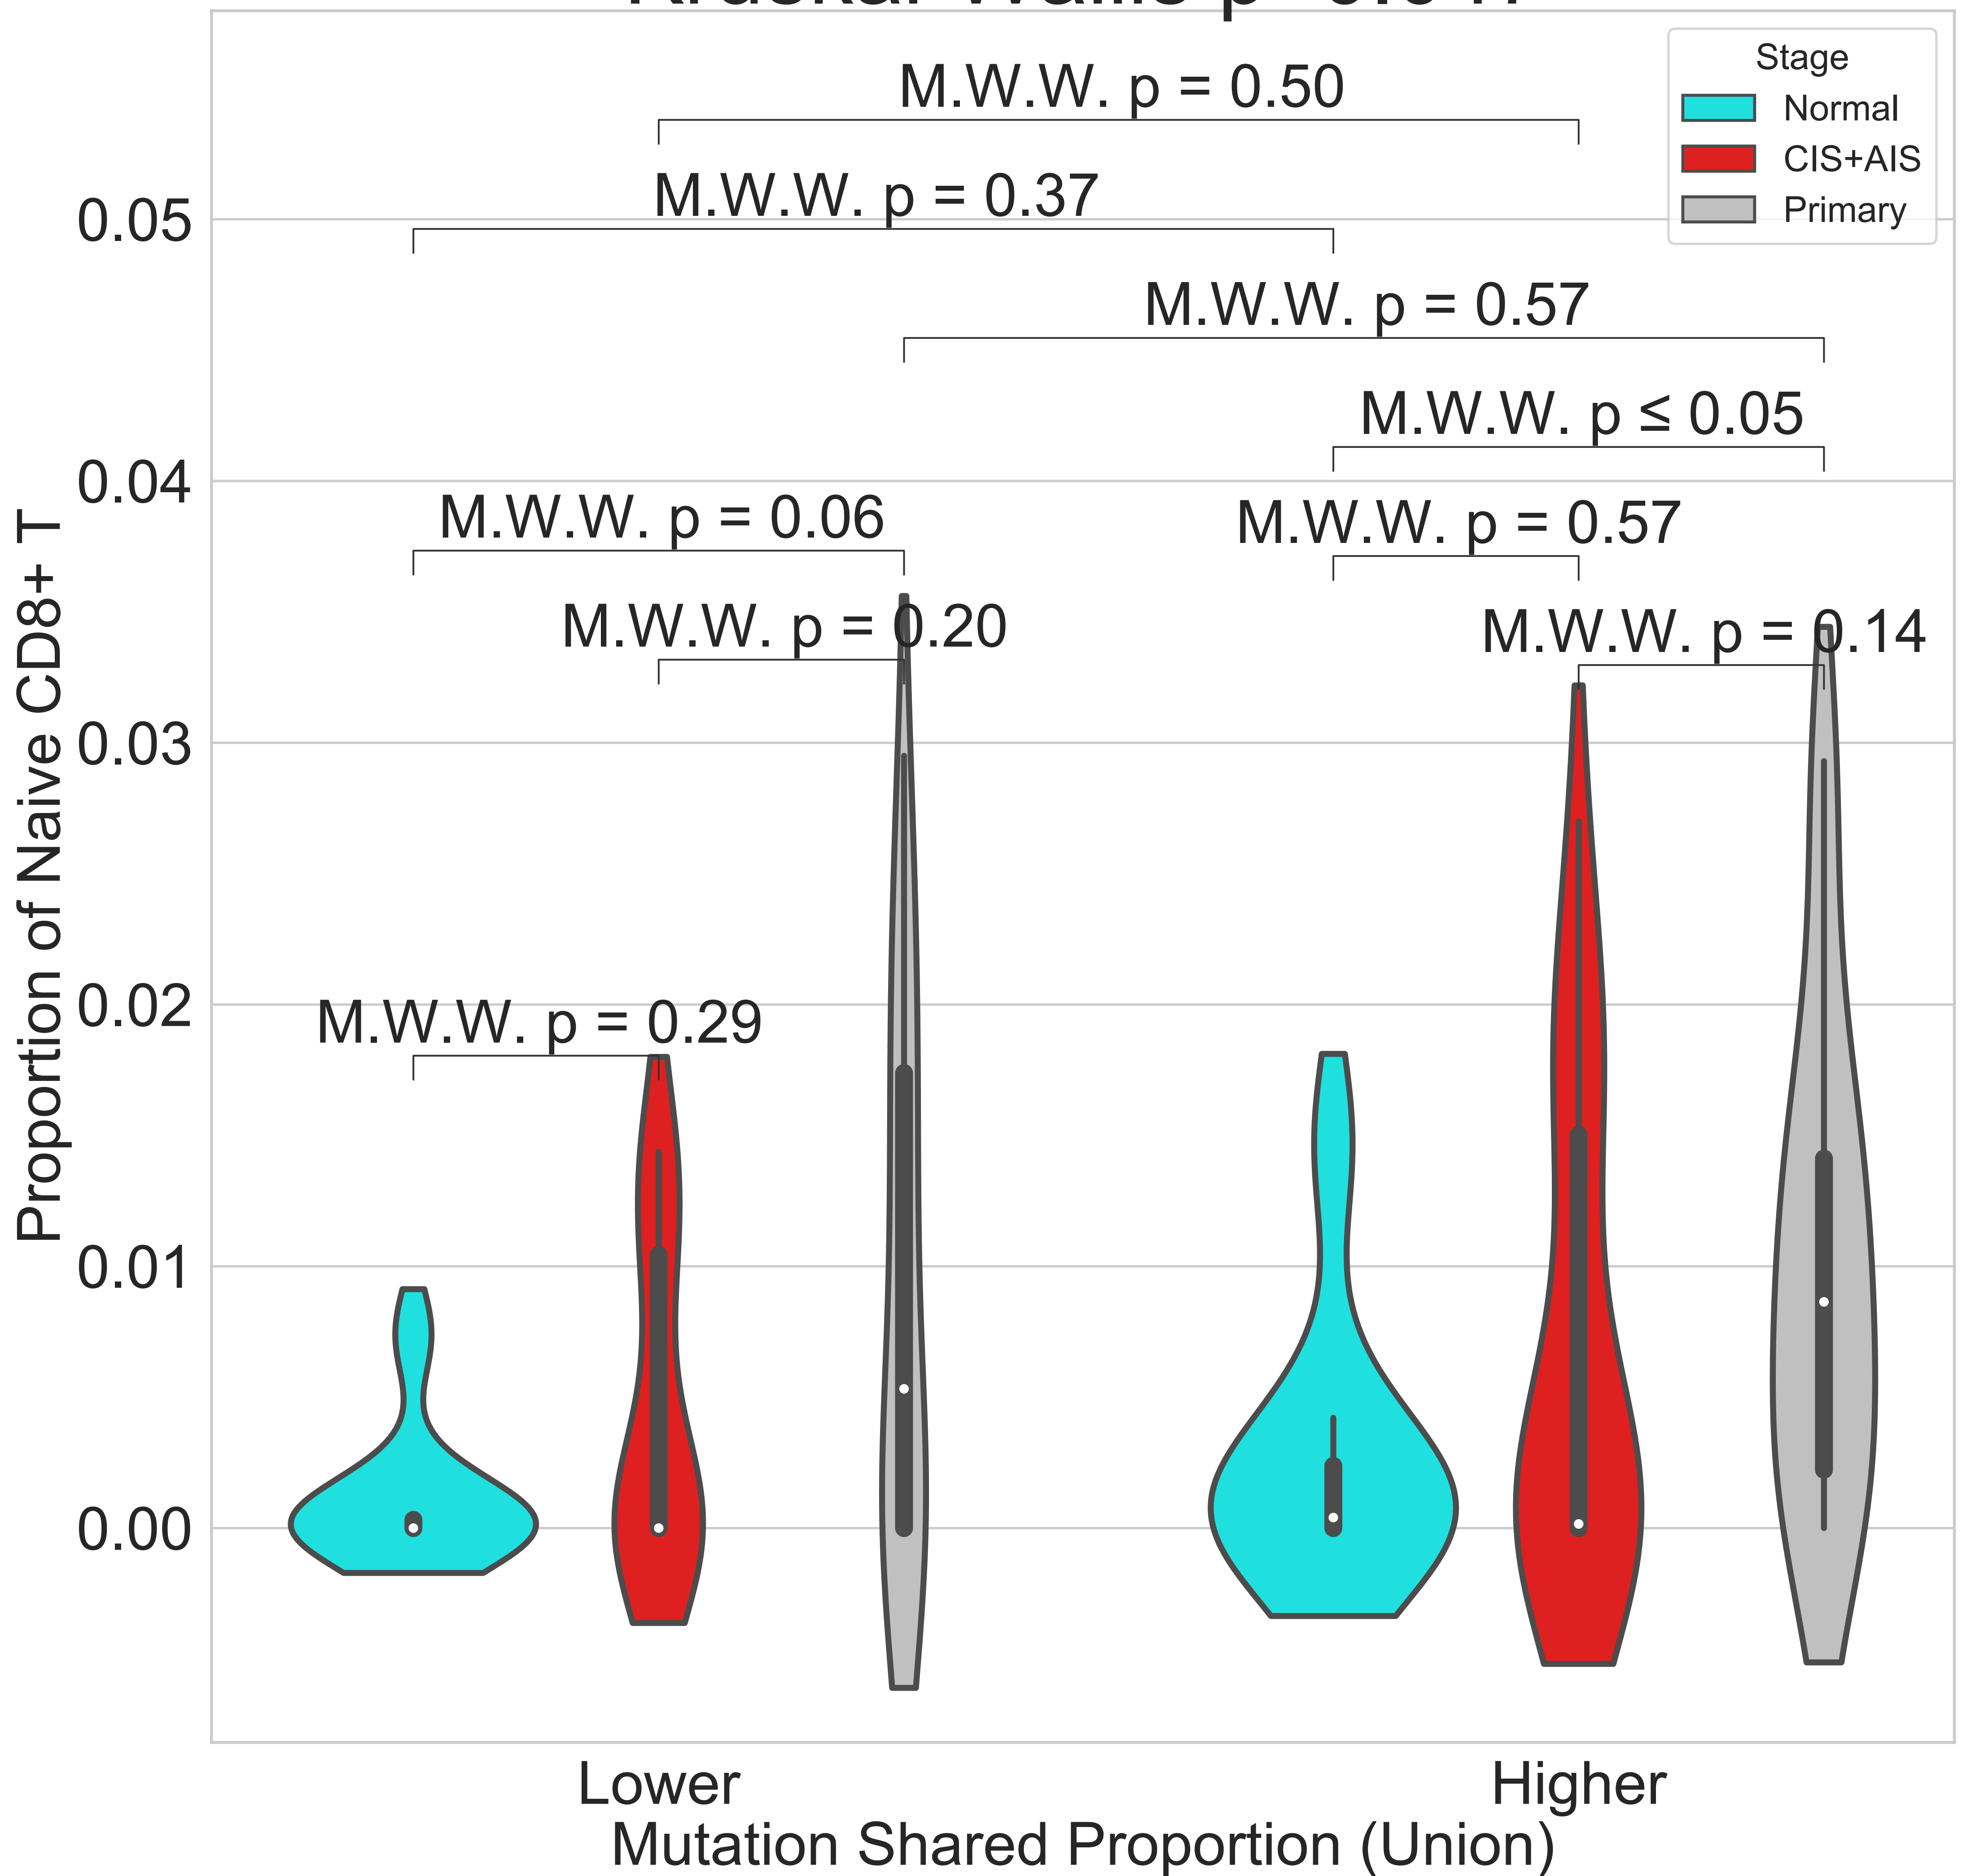 Stage
Normal
CIS+AIS
Primary
M.W.W. p = 0.50
M.W.W. p = 0.37
M.W.W. p = 0.57
M.W.W. p ≤ 0.05
M.W.W. p = 0.06
M.W.W. p = 0.57
M.W.W. p = 0.20
M.W.W. p = 0.14
M.W.W. p = 0.29
Proportion of Naive CD8+ T
0.05
0.04
0.03
0.02
0.01
0.00
Lower
Higher
Mutation Shared Proportion (Union)